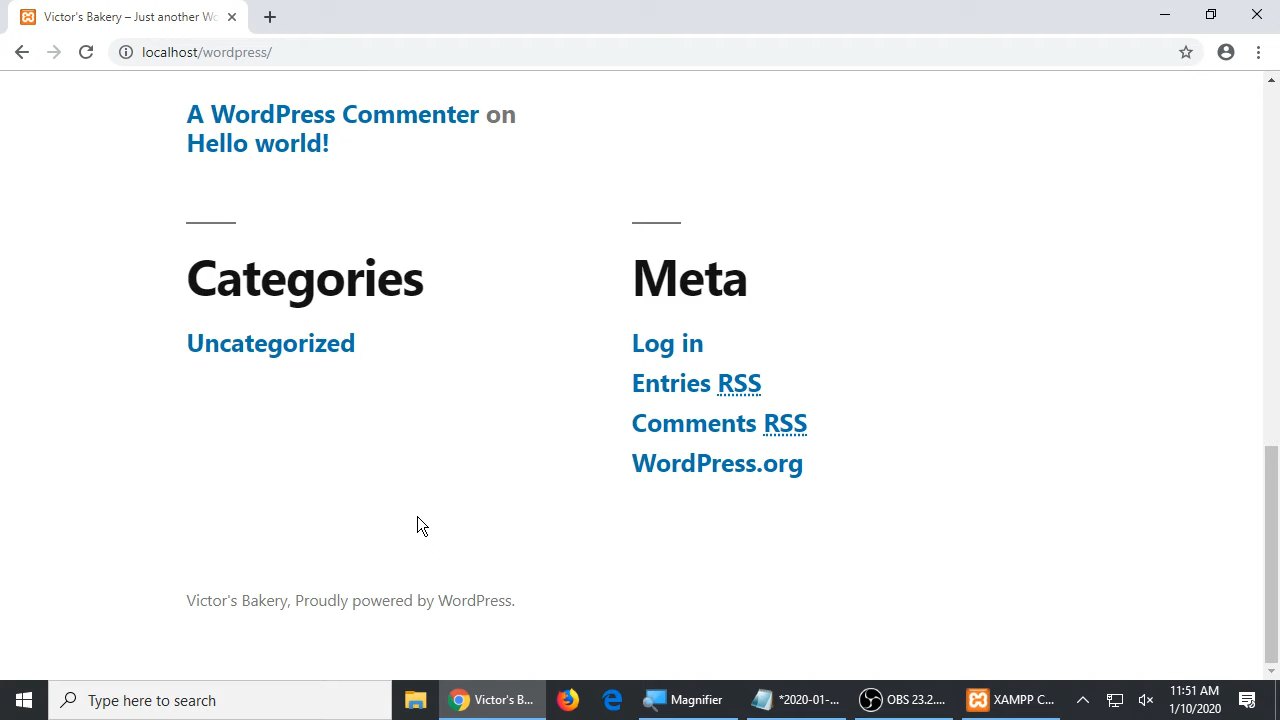 Victor's Bakery – Just another Wo
localhost/wordpress/
A WordPress Commenter on
Hello world!
Categories
Uncategorized
Meta
Log in
Entries RSS
Comments RSS
WordPress.org
Victor's Bakery, Proudly powered by WordPress.
Type here to search
Victor's B...
Magnifier
*2020-01-...
OBS 23.2....
XAMPP C...
11:51 AM
1/10/2020